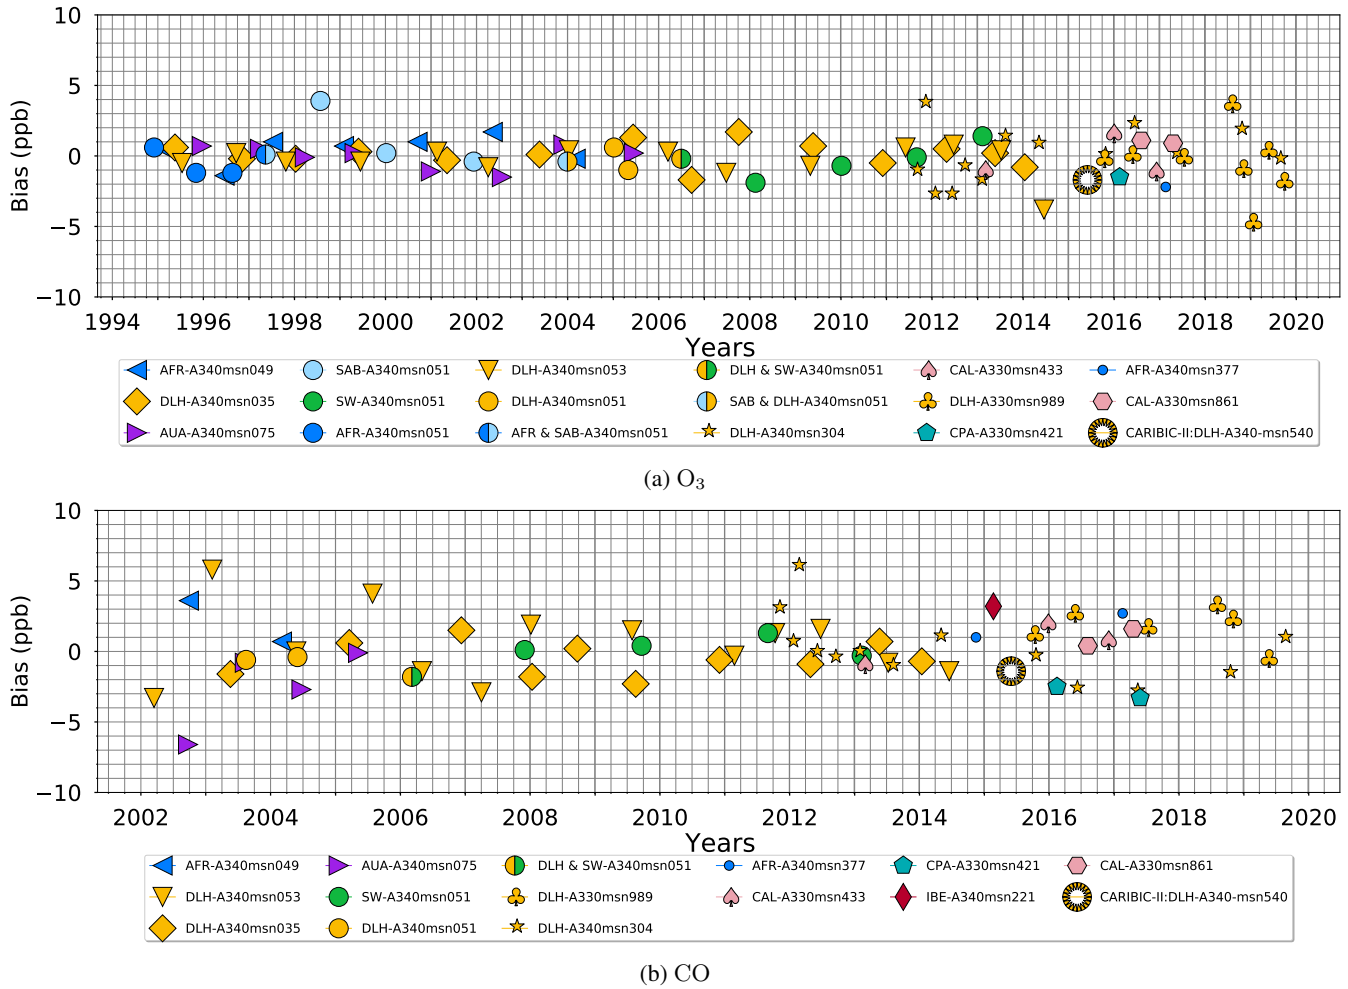 10
5
0
−5
−10
Bias (ppb)
1994 1996 1998 2000 2002 2004 2006 2008 2010 2012 2014 2016 2018 2020
Years
AFR-A340msn049 SAB-A340msn051 DLH-A340msn053 DLH & SW-A340msn051 CAL-A330msn433 AFR-A340msn377
DLH-A340msn035 SW-A340msn051 DLH-A340msn051 SAB & DLH-A340msn051 DLH-A330msn989 CAL-A330msn861
AUA-A340msn075 AFR-A340msn051 AFR & SAB-A340msn051 DLH-A340msn304 CPA-A330msn421 CARIBIC-II:DLH-A340-msn540
(a) O₃
10
5
0
−5
−10
Bias (ppb)
2002 2004 2006 2008 2010 2012 2014 2016 2018 2020
Years
AFR-A340msn049 AUA-A340msn075 DLH & SW-A340msn051 AFR-A340msn377 CPA-A330msn421 CAL-A330msn861
DLH-A340msn053 SW-A340msn051 DLH-A330msn989 CAL-A330msn433 IBE-A340msn221 CARIBIC-II:DLH-A340-msn540
DLH-A340msn035 DLH-A340msn051 DLH-A340msn304
(b) CO